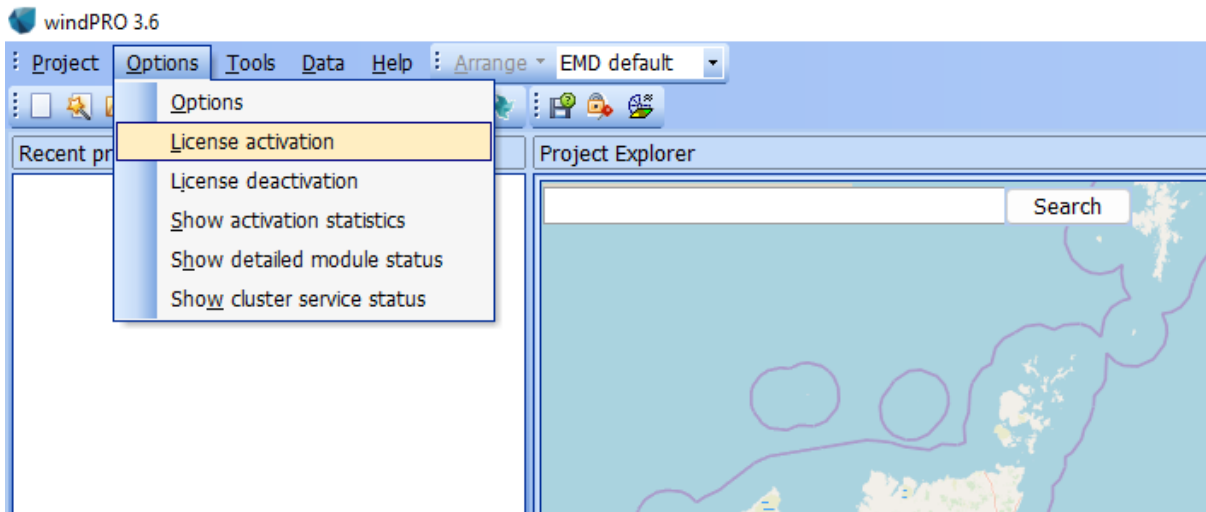 windPRO 3.6
Project Options Tools Data Help Arrange EMD default
Options
License activation
License deactivation
Show activation statistics
Show detailed module status
Show cluster service status
Recent pr
Project Explorer
Search